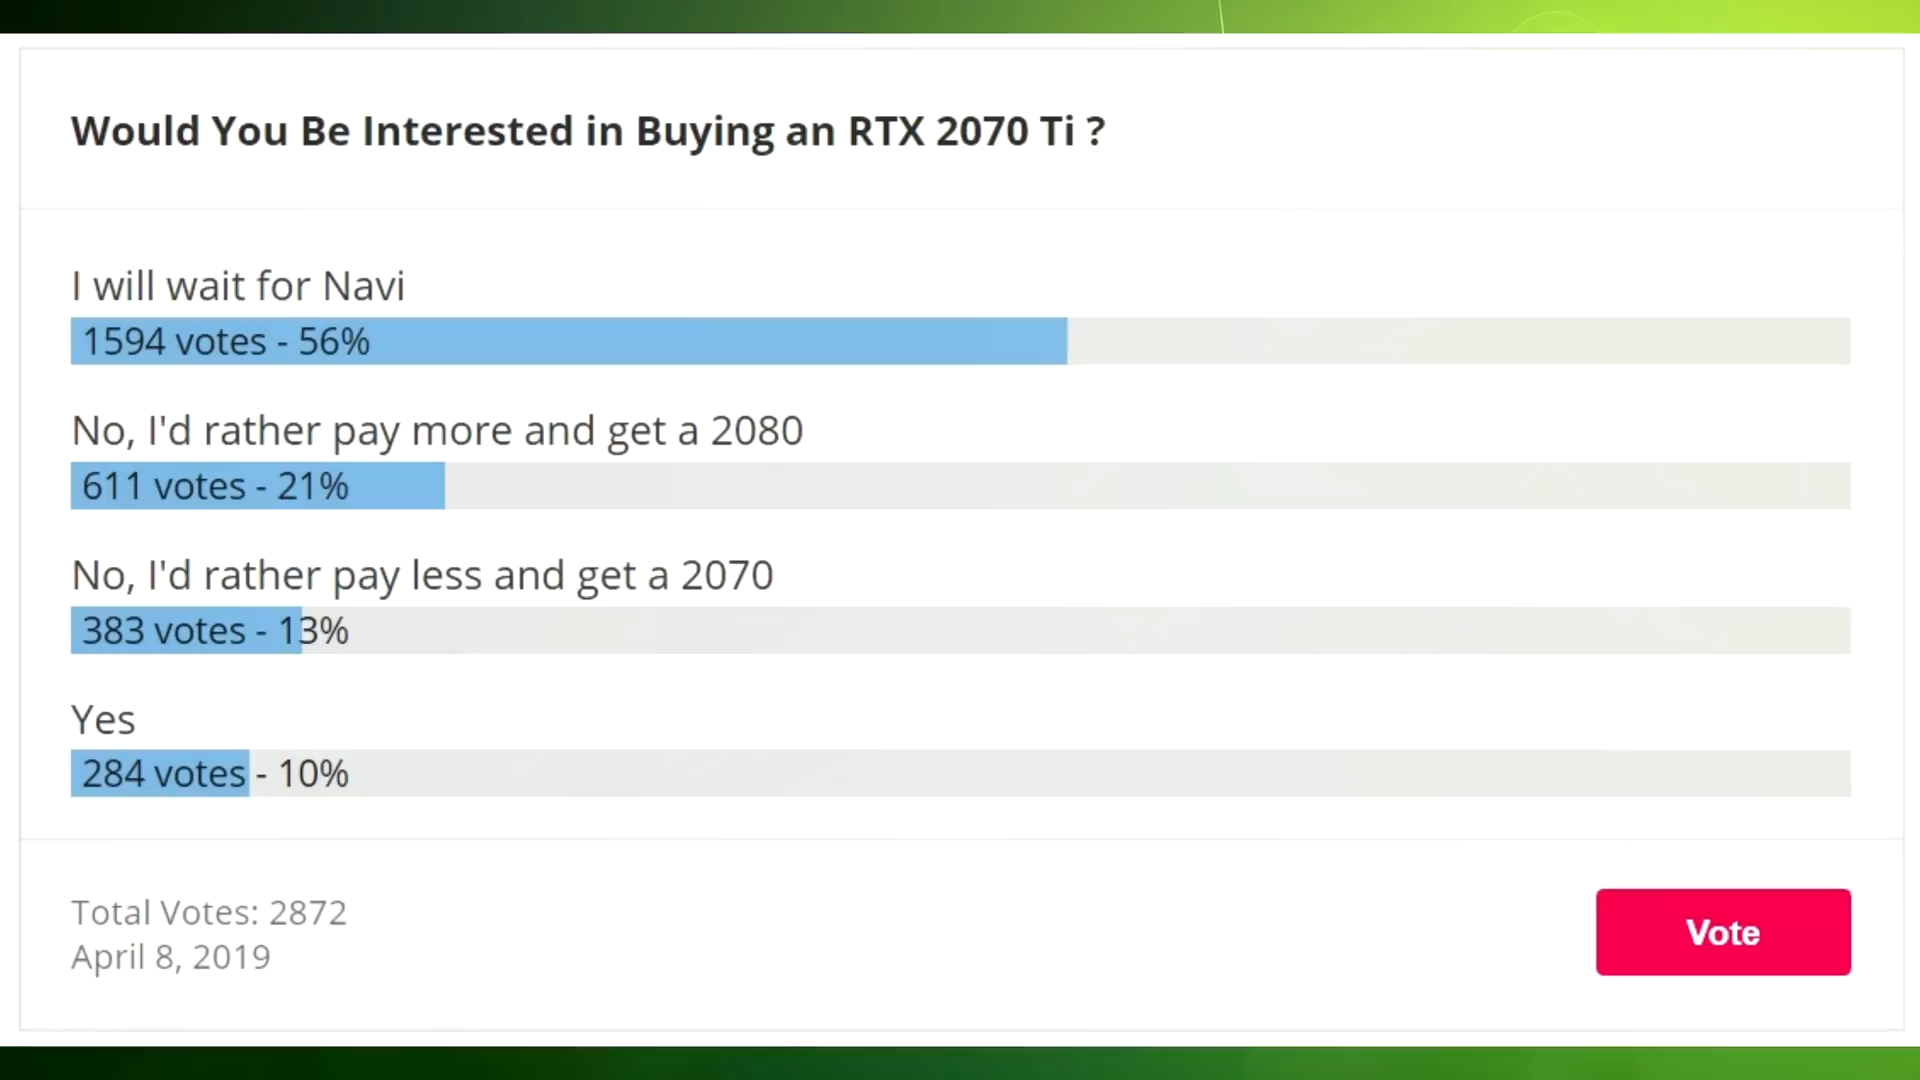 Would You Be Interested in Buying an RTX 2070 Ti ?
I will wait for Navi
1594 votes - 56%
No, I'd rather pay more and get a 2080
611 votes - 21%
No, I'd rather pay less and get a 2070
383 votes - 13%
Yes
284 votes - 10%
Total Votes: 2872
April 8, 2019
Vote